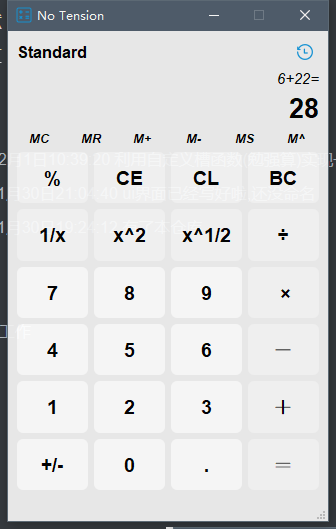 No Tension
Standard
6+22=
28
MC MR M+ M- MS M^
% CE CL BC
1/x x^2 x^1/2 ÷
7 8 9 ×
4 5 6 −
1 2 3 +
+/- 0 . =